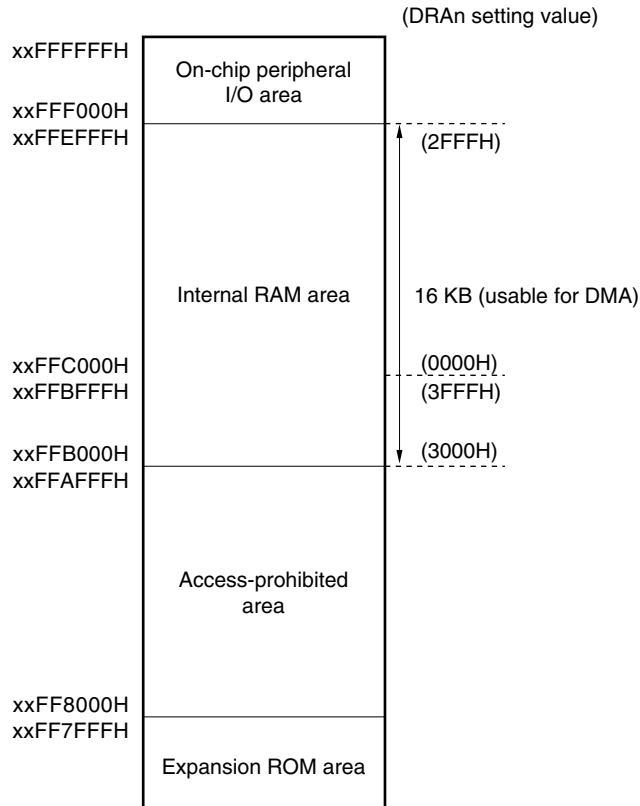 (DRAn setting value)
xxFFFFFFH
On-chip peripheral
I/O area
xxFFF000H
xxFFEFFFH
(2FFFH)
Internal RAM area
16 KB (usable for DMA)
xxFFC000H
(0000H)
xxFFBFFFH
(3FFFH)
xxFFB000H
(3000H)
xxFFAFFFH
Access-prohibited
area
xxFF8000H
xxFF7FFFH
Expansion ROM area